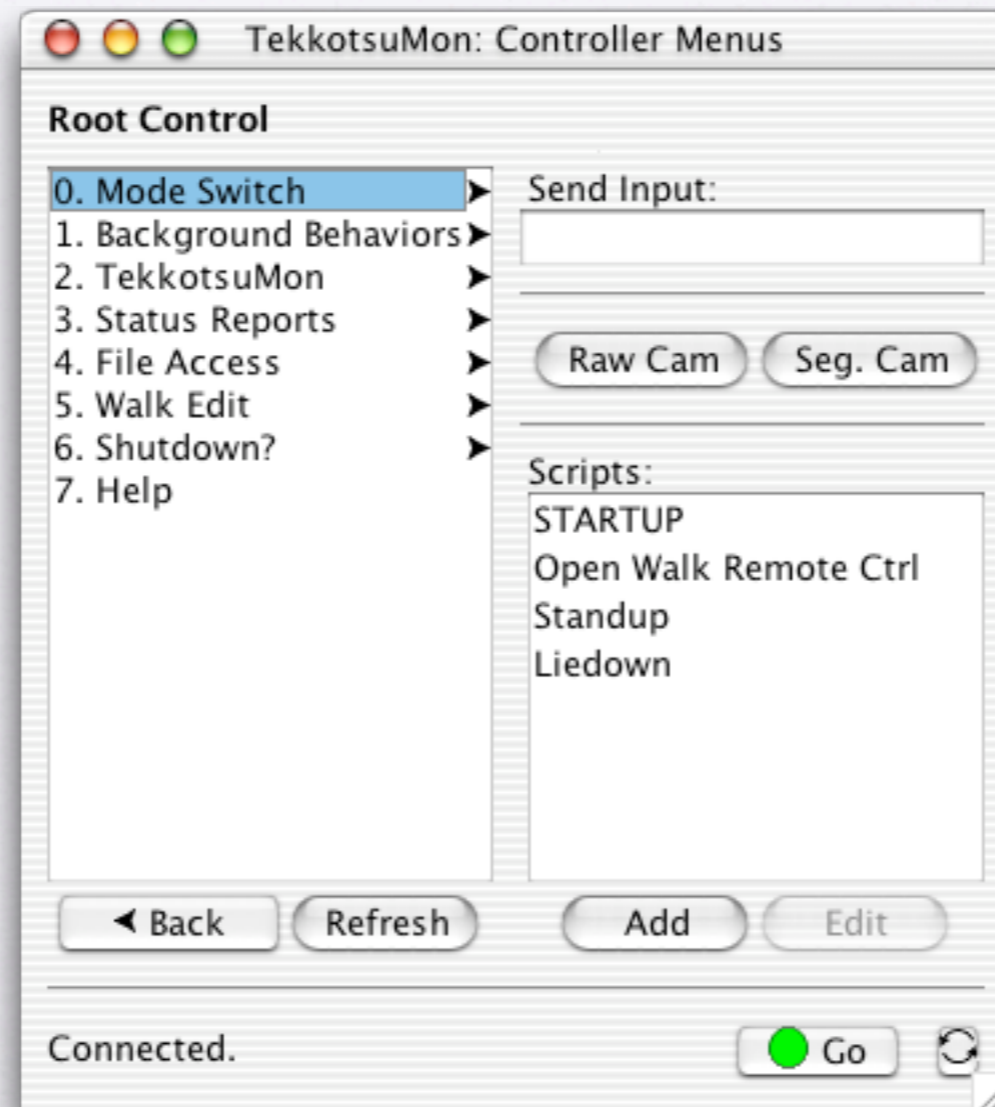 TekkotsuMon: Controller Menus
Root Control
0. Mode Switch
1. Background Behaviors
2. TekkotsuMon
3. Status Reports
4. File Access
5. Walk Edit
6. Shutdown?
7. Help
Send Input:
Raw Cam
Seg. Cam
Scripts:
STARTUP
Open Walk Remote Ctrl
Standup
Liedown
Back
Refresh
Add
Edit
Connected.
Go